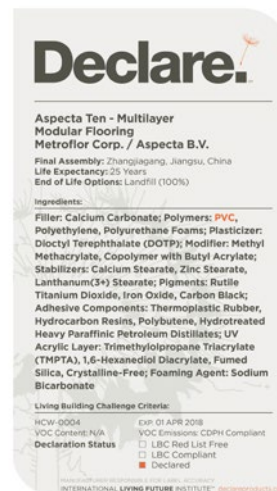 Declare.
Aspecta Ten - Multilayer
Modular Flooring
Metroflor Corp. / Aspecta B.V.
Final Assembly: Zhangjiagang, Jiangsu, China
Life Expectancy: 25 Years
End of Life Options: Landfill (100%)
Ingredients:
Filler: Calcium Carbonate; Polymers: PVC,
Polyethylene, Polyurethane Foams; Plasticizer:
Dioctyl Terephthalate (DOTP); Modifier: Methyl
Methacrylate, Copolymer with Butyl Acrylate;
Stabilizers: Calcium Stearate, Zinc Stearate,
Lanthanum(3+) Stearate; Pigments: Rutile
Titanium Dioxide, Iron Oxide, Carbon Black;
Adhesive Components: Thermoplastic Rubber,
Hydrocarbon Resins, Polybutene, Hydrotreated
Heavy Paraffinic Petroleum Distillates; UV
Acrylic Layer: Trimethylolpropane Triacrylate
(TMPTA), 1,6-Hexanediol Diacrylate, Fumed
Silica, Crystalline-Free; Foaming Agent: Sodium
Bicarbonate
Living Building Challenge Criteria:
HCW-0004 EXP. 01 APR 2018
VOC Content: N/A VOC Emissions: CDPH Compliant
Declaration Status LBC Red List Free
LBC Compliant
Declared
MANUFACTURER RESPONSIBLE FOR LABEL ACCURACY
INTERNATIONAL LIVING FUTURE INSTITUTE™